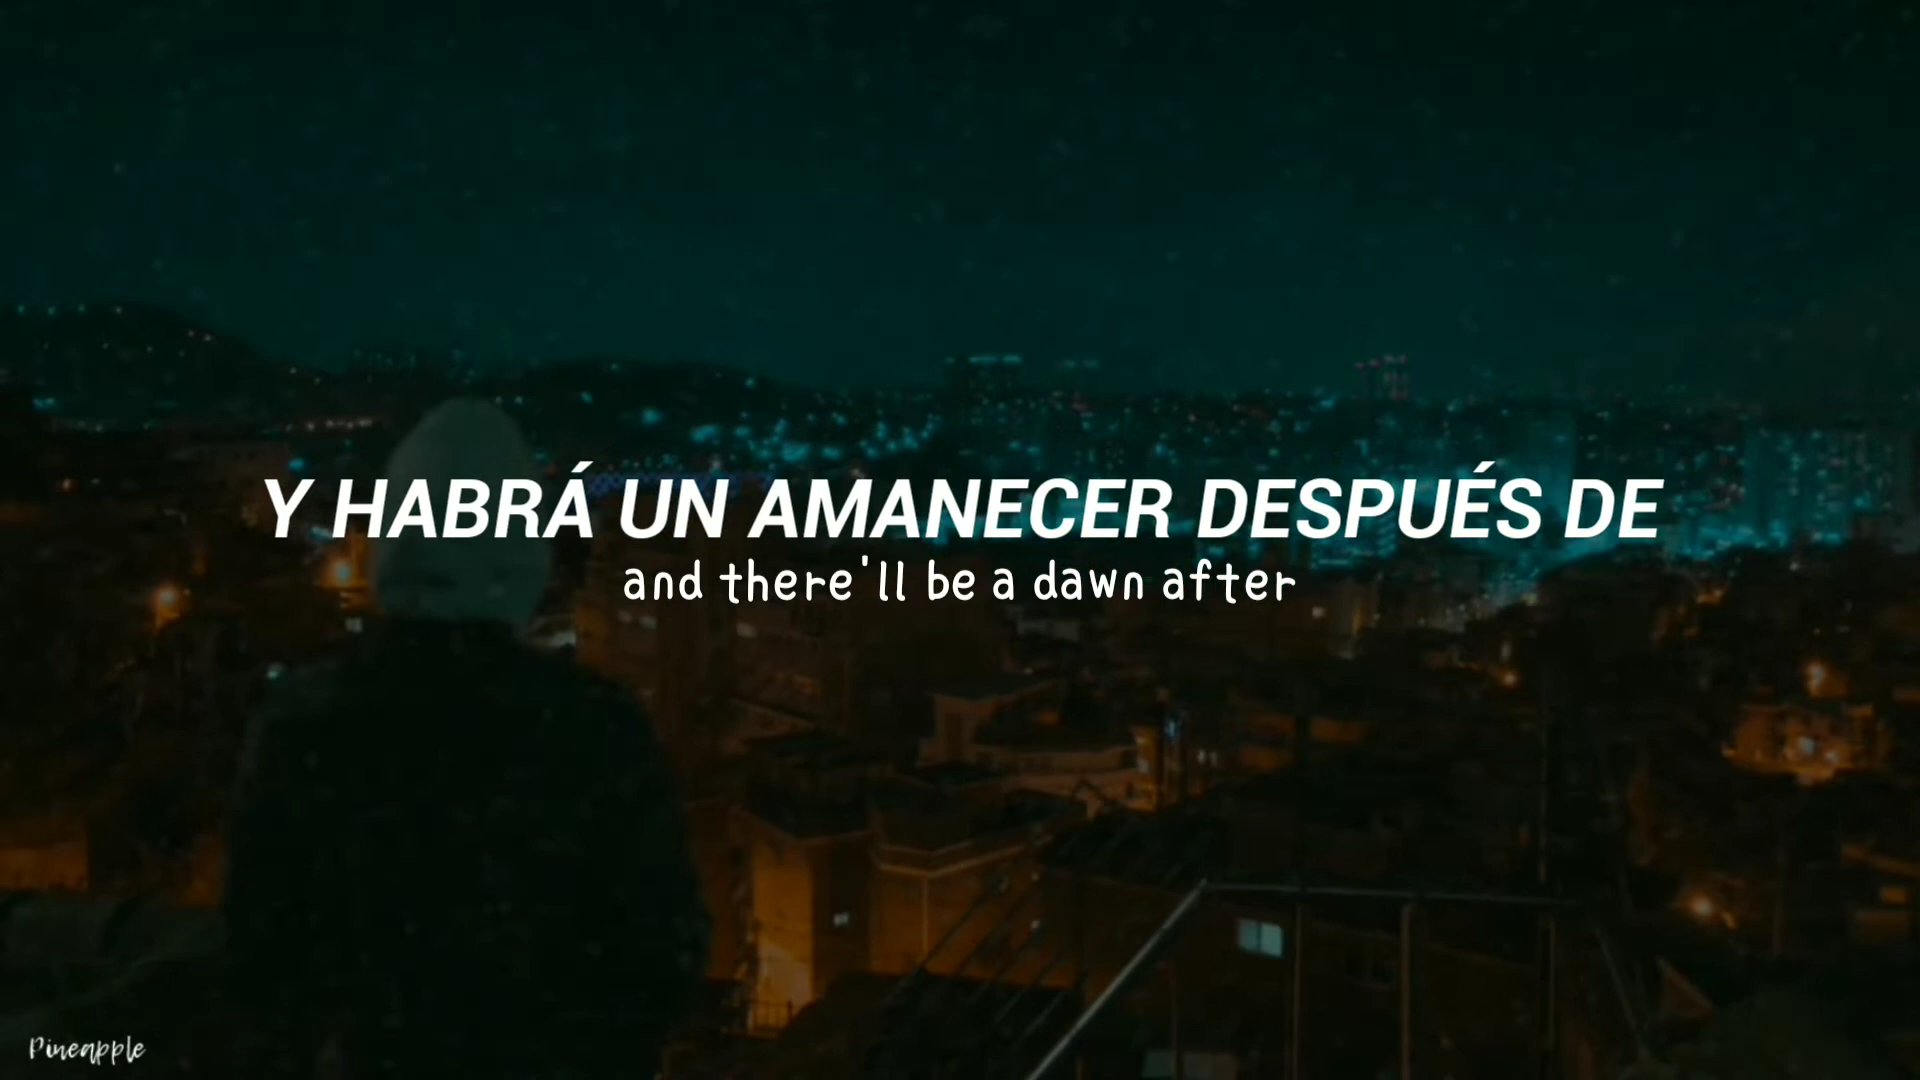 Y HABRÁ UN AMANECER DESPUÉS DE
and there'll be a dawn after
Pineapple